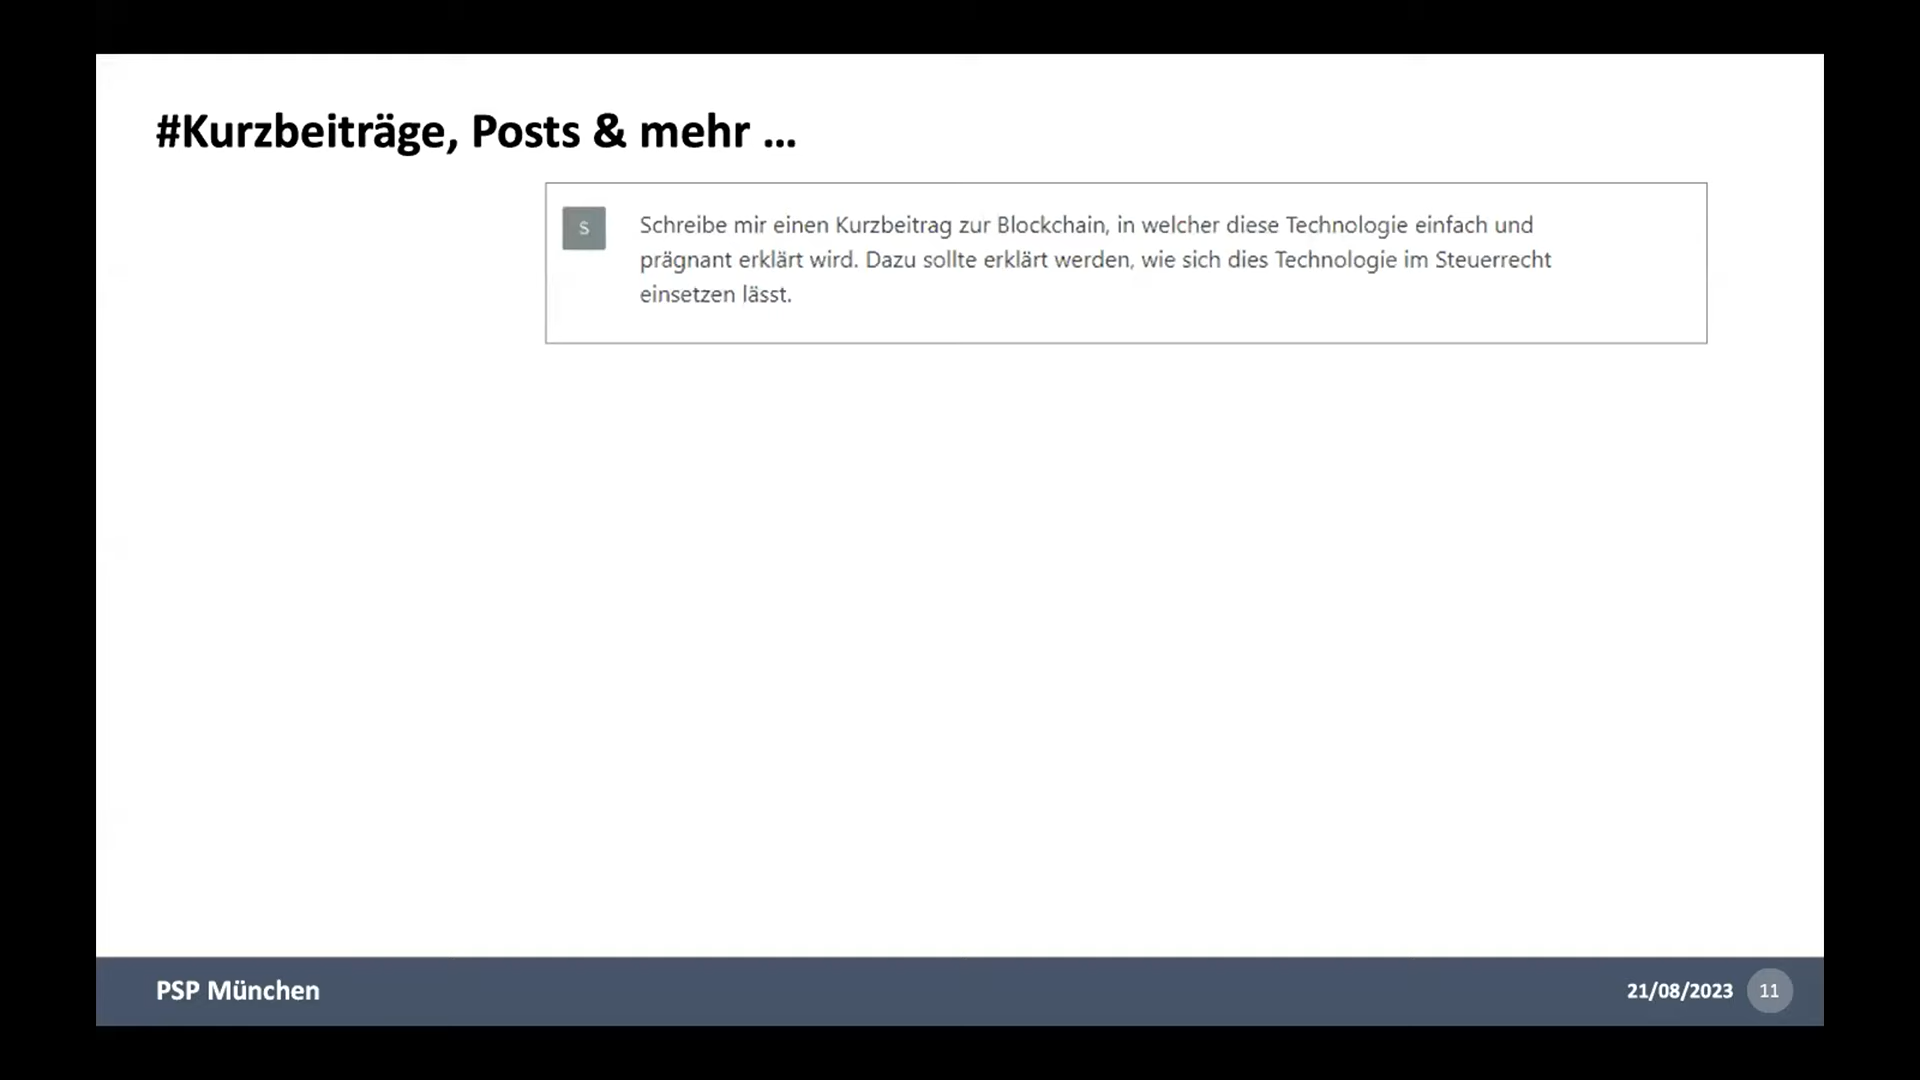 #Kurzbeiträge, Posts & mehr ...
S
Schreibe mir einen Kurzbeitrag zur Blockchain, in welcher diese Technologie einfach und
prägnant erklärt wird. Dazu sollte erklärt werden, wie sich dies Technologie im Steuerrecht
einsetzen lässt.
PSP München
21/08/2023
11